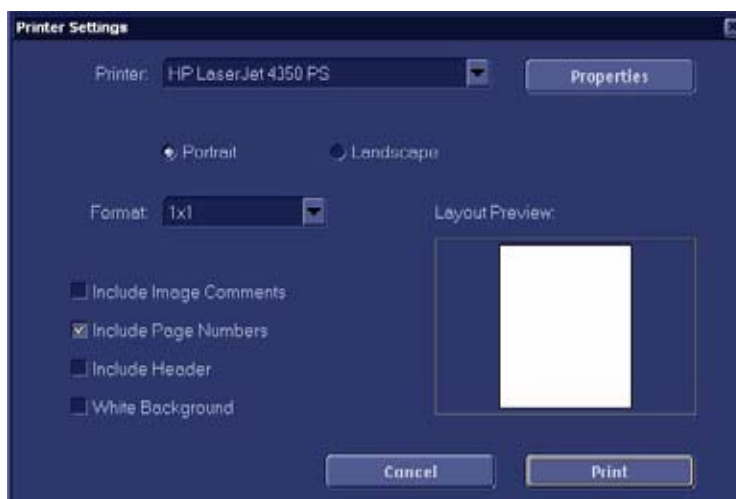 Printer Settings
Printer: HP LaserJet 4350 PS Properties
Portrait Landscape
Format: 1x1 Layout Preview:
Include Image Comments
Include Page Numbers
Include Header
White Background
Cancel Print